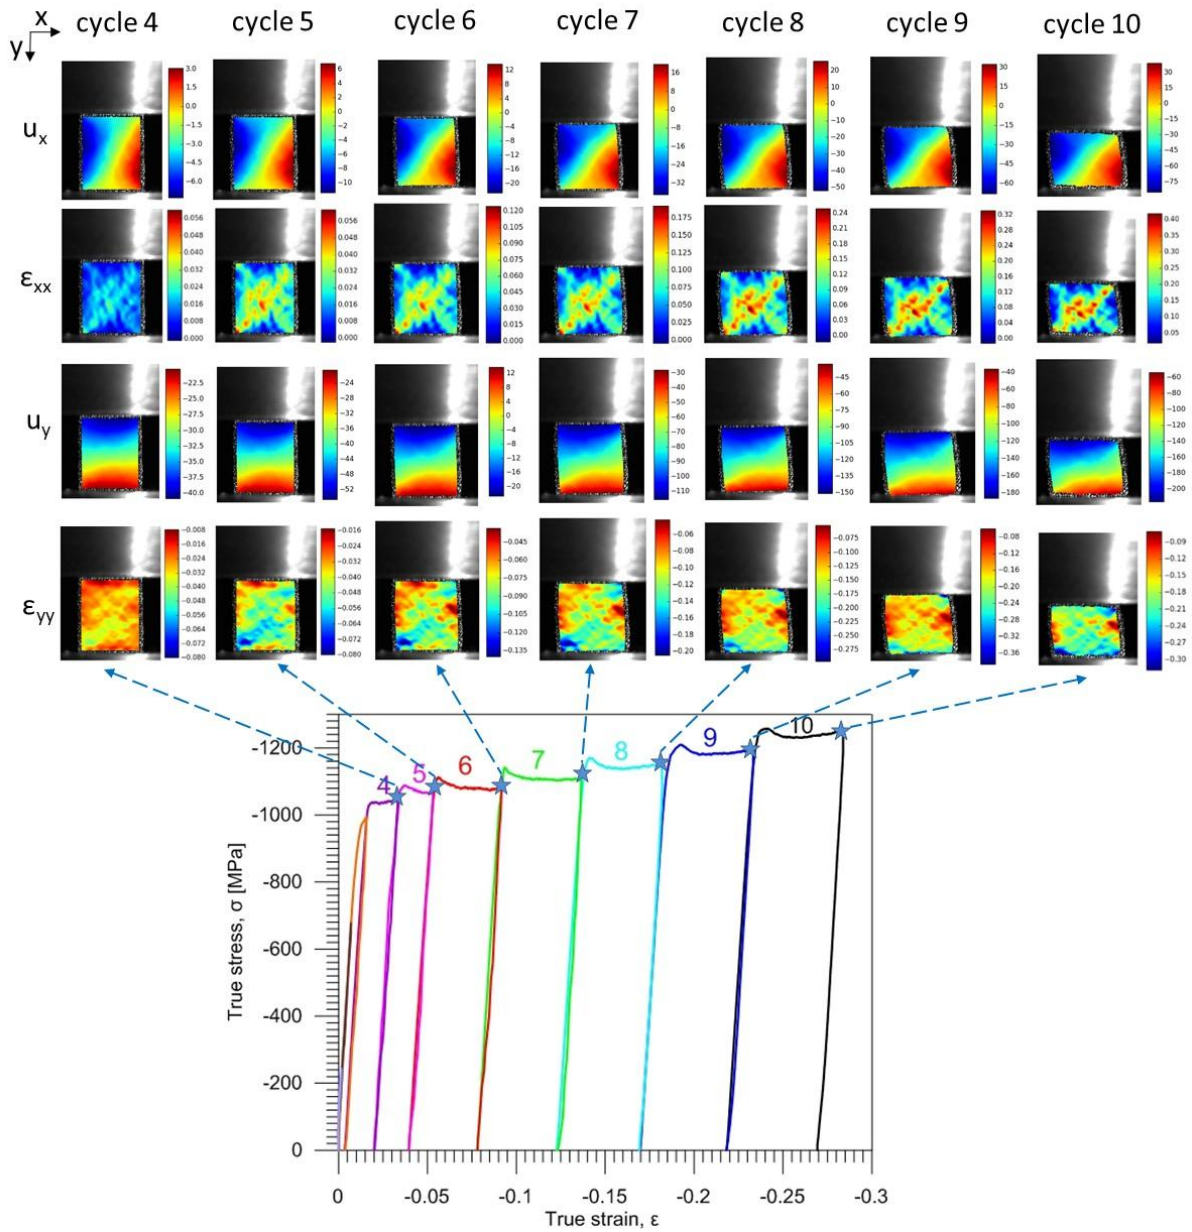 x
y
cycle 4 cycle 5 cycle 6 cycle 7 cycle 8 cycle 9 cycle 10
uₓ
3.0 1.5 0.0 −1.5 −3.0 −4.5 −6.0
6 4 2 0 −2 −4 −6 −8 −10
12 8 4 0 −4 −8 −12 −16 −20
16 8 0 −8 −16 −24 −32
20 10 0 −10 −20 −30 −40 −50
30 15 0 −15 −30 −45 −60
30 15 0 −15 −30 −45 −60 −75
εxx
0.056 0.048 0.040 0.032 0.024 0.016 0.008 0.000
0.056 0.048 0.040 0.032 0.024 0.016 0.008 0.000
0.120 0.105 0.090 0.075 0.060 0.045 0.030 0.015 0.000
0.175 0.150 0.125 0.100 0.075 0.050 0.025 0.000
0.24 0.21 0.18 0.15 0.12 0.09 0.06 0.03 0.00
0.32 0.28 0.24 0.20 0.16 0.12 0.08 0.04 0.00
0.40 0.35 0.30 0.25 0.20 0.15 0.10 0.05
uy
−22.5 −25.0 −27.5 −30.0 −32.5 −35.0 −37.5 −40.0
−24 −28 −32 −36 −40 −44 −48 −52
12 8 4 0 −4 −8 −12 −16 −20
−30 −40 −50 −60 −70 −80 −90 −100 −110
−45 −60 −75 −90 −105 −120 −135 −150
−40 −60 −80 −100 −120 −140 −160 −180
−60 −80 −100 −120 −140 −160 −180 −200
εyy
−0.008 −0.016 −0.024 −0.032 −0.040 −0.048 −0.056 −0.064 −0.072 −0.080
−0.016 −0.024 −0.032 −0.040 −0.048 −0.056 −0.064 −0.072 −0.080
−0.045 −0.060 −0.075 −0.090 −0.105 −0.120 −0.135
−0.06 −0.08 −0.10 −0.12 −0.14 −0.16 −0.18 −0.20
−0.075 −0.100 −0.125 −0.150 −0.175 −0.200 −0.225 −0.250 −0.275
−0.08 −0.12 −0.16 −0.20 −0.24 −0.28 −0.32 −0.36
−0.09 −0.12 −0.15 −0.18 −0.21 −0.24 −0.27 −0.30
4 5 6 7 8 9 10
True stress, σ [MPa]
-1200
-1000
-800
-600
-400
-200
0
0 -0.05 -0.1 -0.15 -0.2 -0.25 -0.3
True strain, ε